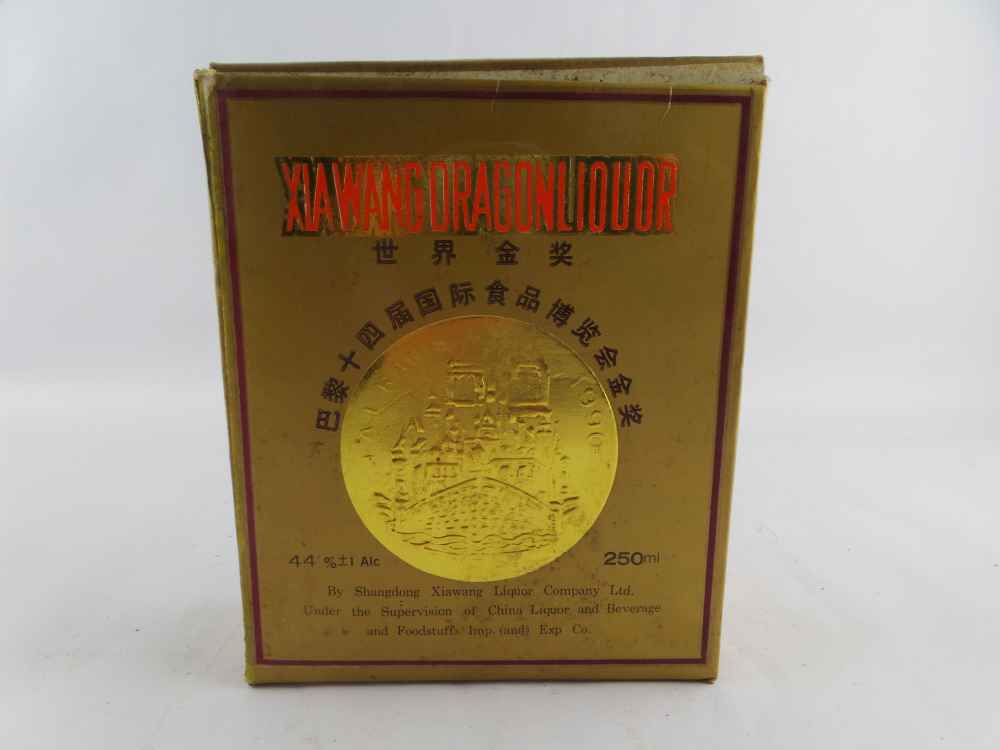 XIAWANG DRAGON LIQUOR
世界金奖
巴黎十四届国际食品博览会金奖
1990
44°%±1 Alc
250ml
By Shangdong Xiawang Liquor Company Ltd.
Under the Supervision of China Liquor and Beverage
and Foodstuffs Imp. (and) Exp Co.